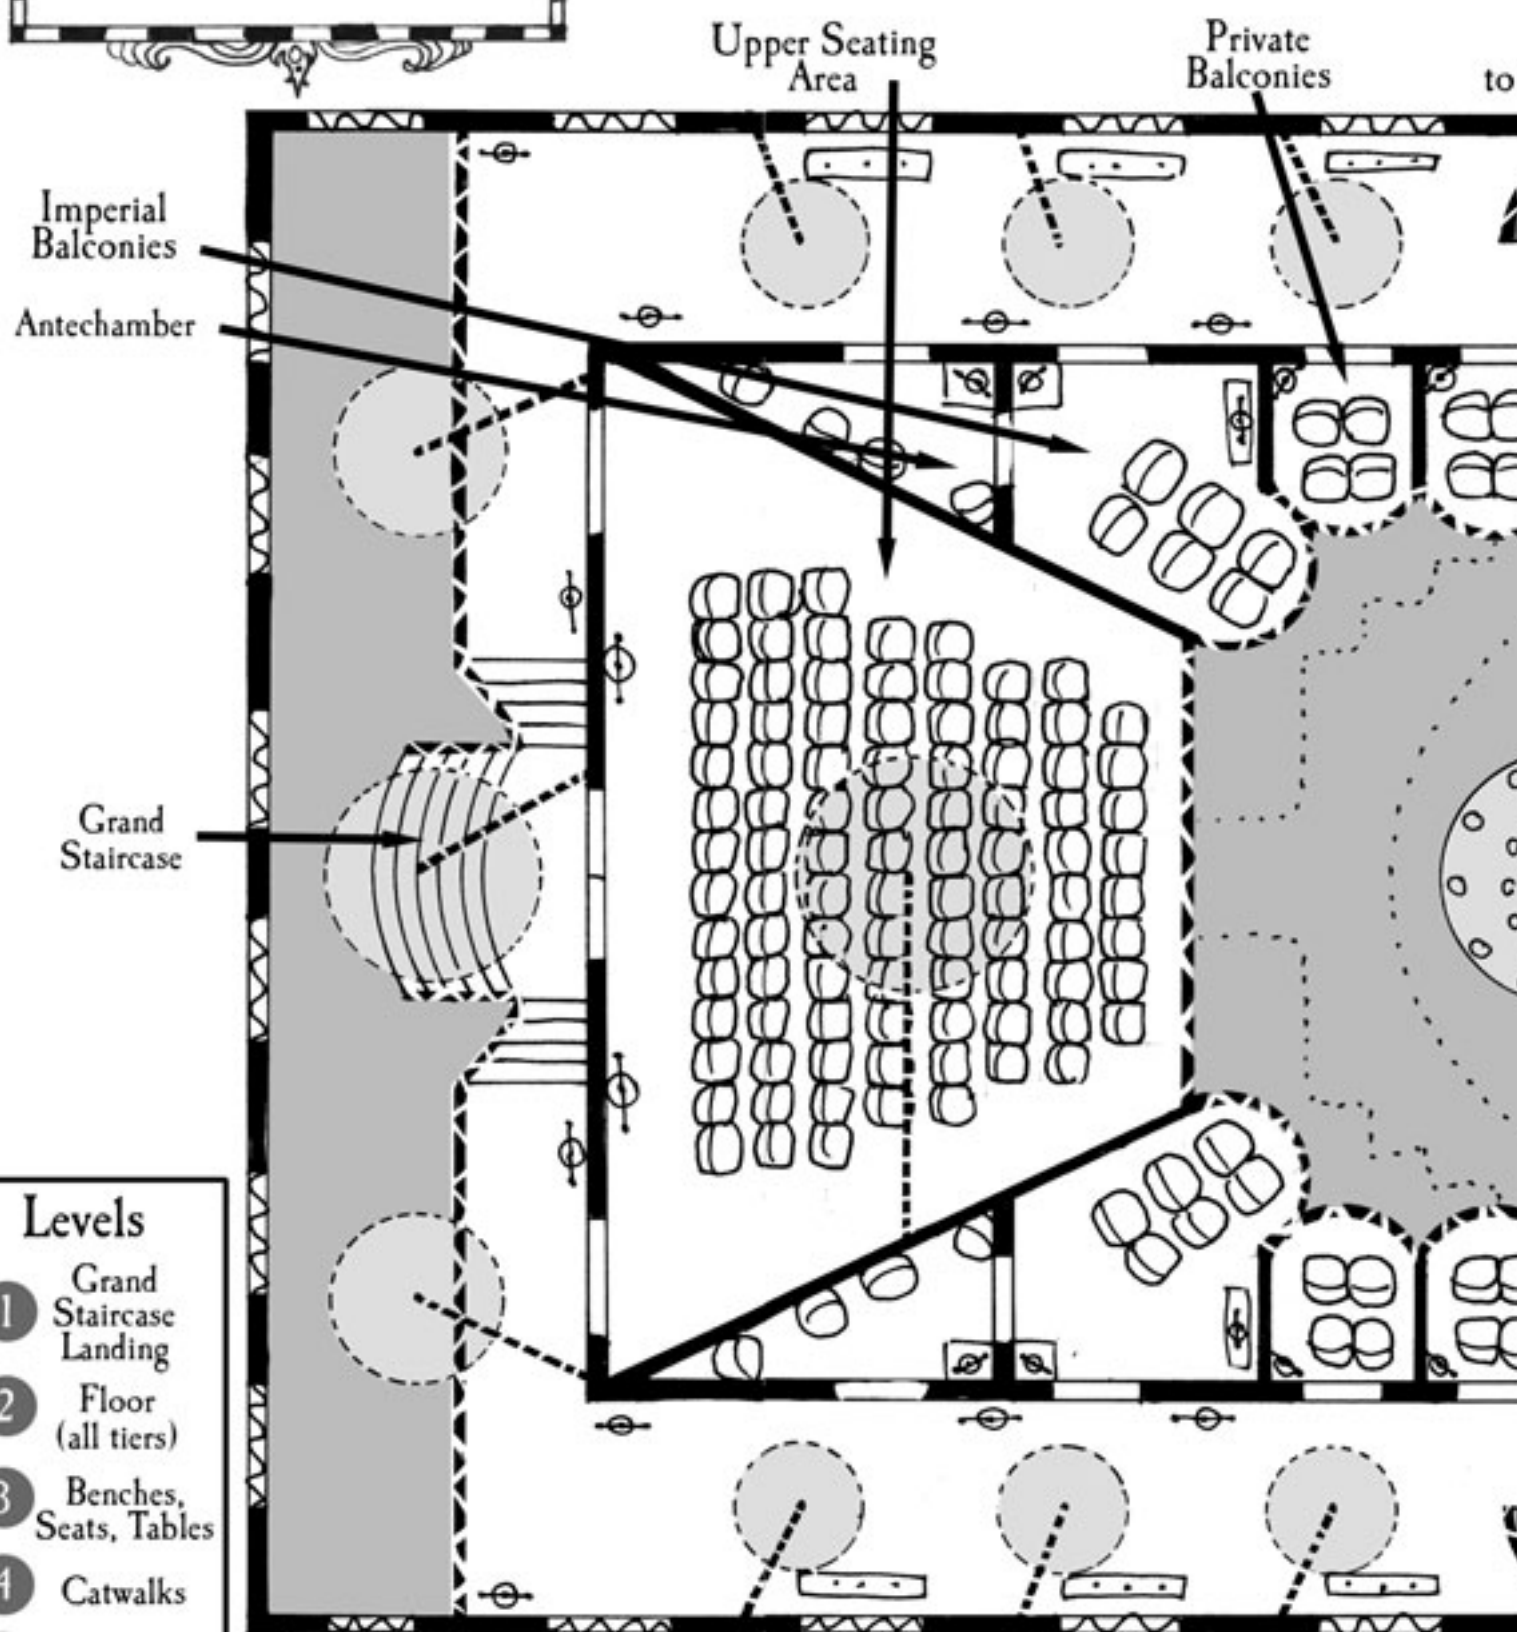 Upper Seating
Area
Private
Balconies
to
Imperial
Balconies
Antechamber
Grand
Staircase
Levels
1
Grand
Staircase
Landing
2
Floor
(all tiers)
3
Benches,
Seats, Tables
4
Catwalks